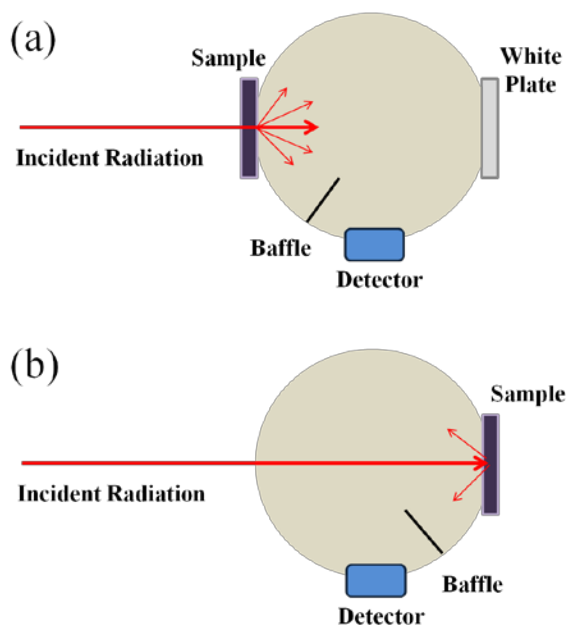 (a)
Sample
White
Plate
Incident Radiation
Baffle
Detector
(b)
Sample
Incident Radiation
Baffle
Detector